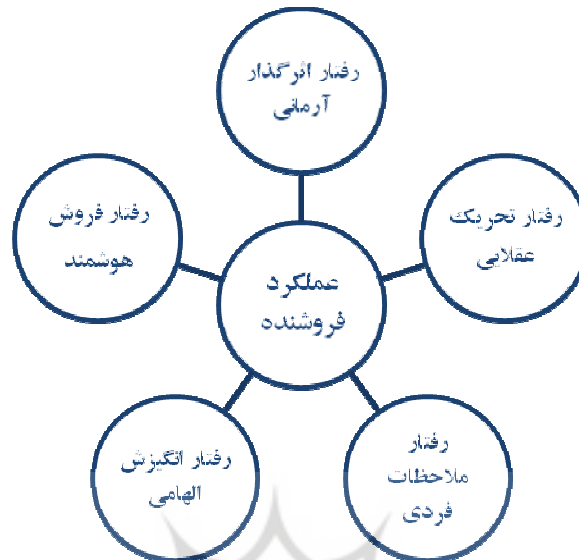 رفتار اثرگذار
آرمانی
رفتار تحریک
عقلایی
رفتار فروش
هوشمند
عملکرد
فروشنده
رفتار
ملاحظات
فردی
رفتار انگیزش
الهامی